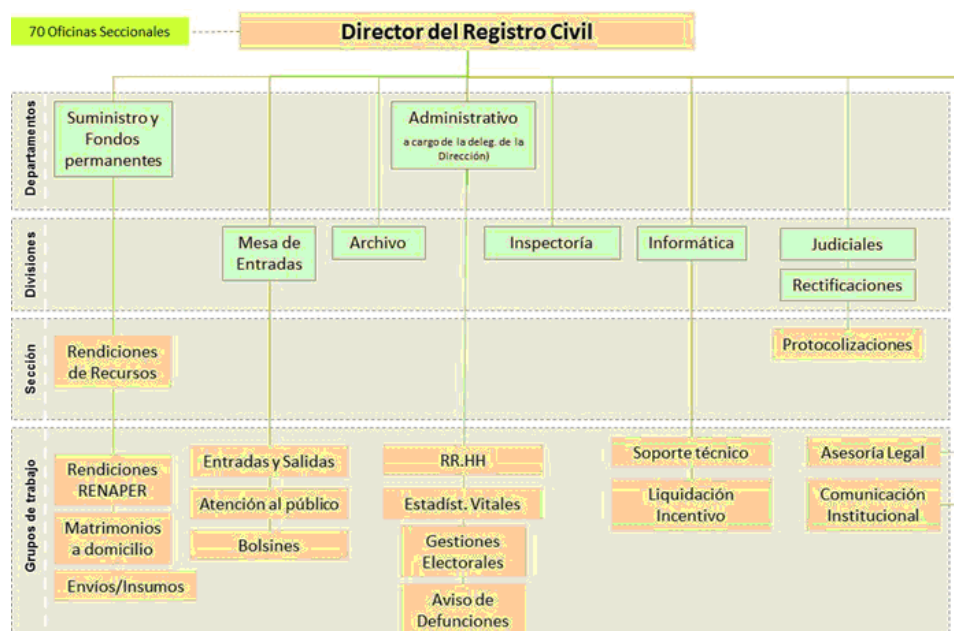 70 Oficinas Seccionales
Director del Registro Civil
Departamentos
Suministro y
Fondos
permanentes
Administrativo
a cargo de la deleg. de la
Dirección)
Divisiones
Mesa de
Entradas
Archivo
Inspectoría
Informática
Judiciales
Rectificaciones
Sección
Rendiciones
de Recursos
Protocolizaciones
Grupos de trabajo
Rendiciones
RENAPER
Matrimonios
a domicilio
Envíos/Insumos
Entradas y Salidas
Atención al público
Bolsines
RR.HH
Estadíst. Vitales
Gestiones
Electorales
Aviso de
Defunciones
Soporte técnico
Liquidación
Incentivo
Asesoría Legal
Comunicación
Institucional